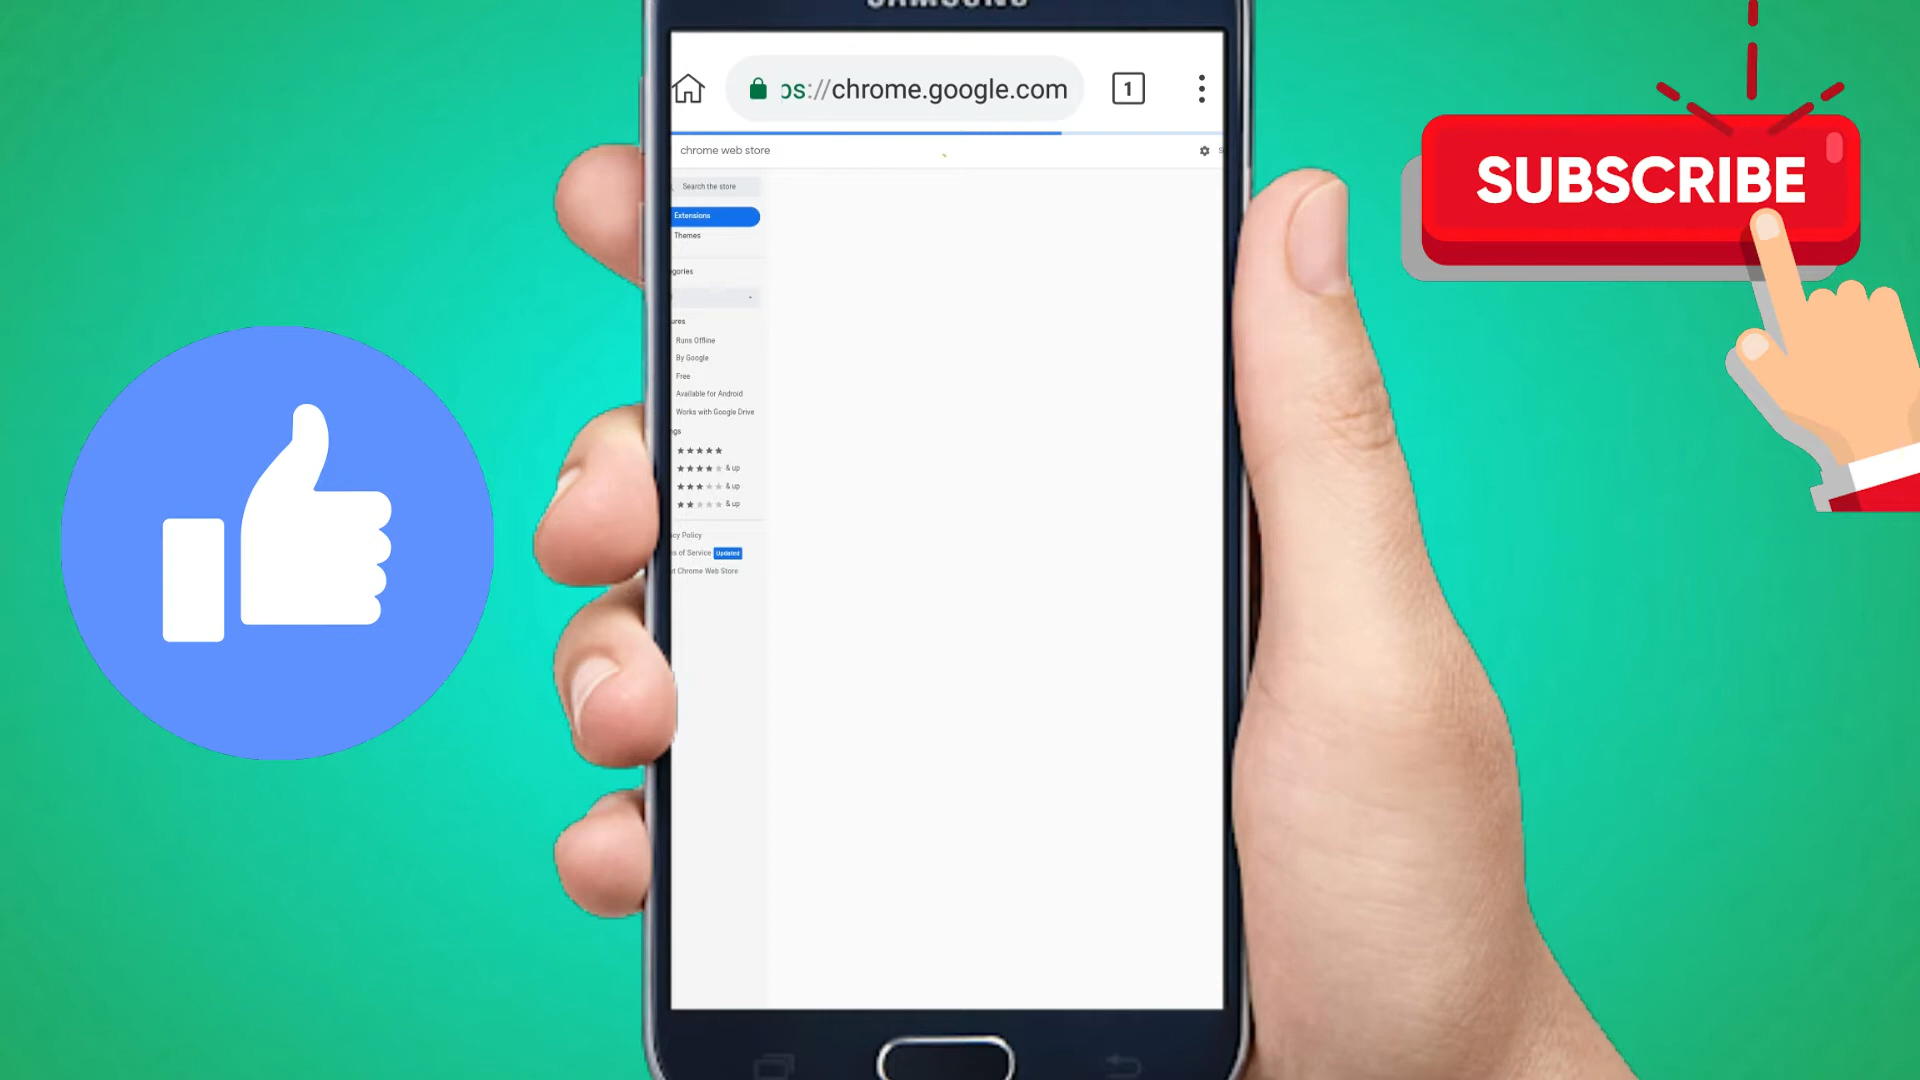 SAMSUNG
ps://chrome.google.com
1
chrome web store
Search the store
Extensions
Themes
gories
ures
Runs Offline
By Google
Free
Available for Android
Works with Google Drive
gs
& up
& up
& up
cy Policy
s of Service Updated
t Chrome Web Store
SUBSCRIBE